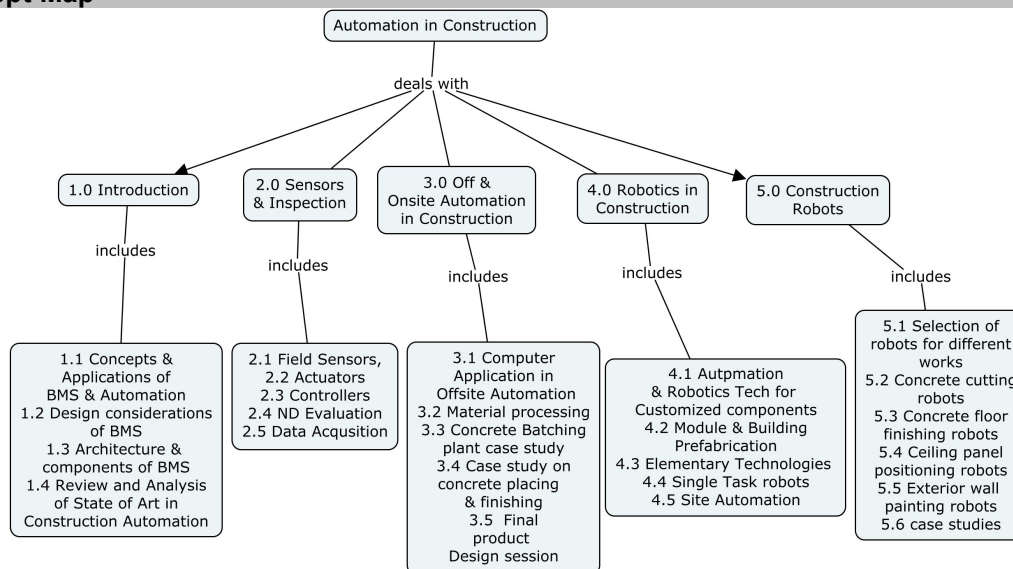 Automation in Construction
deals with
1.0 Introduction
2.0 Sensors
& Inspection
3.0 Off &
Onsite Automation
in Construction
4.0 Robotics in
Construction
5.0 Construction
Robots
includes
includes
includes
includes
includes
1.1 Concepts &
Applications of
BMS & Automation
1.2 Design considerations
of BMS
1.3 Architecture &
components of BMS
1.4 Review and Analysis
of State of Art in
Construction Automation
2.1 Field Sensors,
2.2 Actuators
2.3 Controllers
2.4 ND Evaluation
2.5 Data Acqusition
3.1 Computer
Application in
Offsite Automation
3.2 Material processing
3.3 Concrete Batching
plant case study
3.4 Case study on
concrete placing
& finishing
3.5 Final
product
Design session
4.1 Autpmation
& Robotics Tech for
Customized components
4.2 Module & Building
Prefabrication
4.3 Elementary Technologies
4.4 Single Task robots
4.5 Site Automation
5.1 Selection of
robots for different
works
5.2 Concrete cutting
robots
5.3 Concrete floor
finishing robots
5.4 Ceiling panel
positioning robots
5.5 Exterior wall
painting robots
5.6 case studies